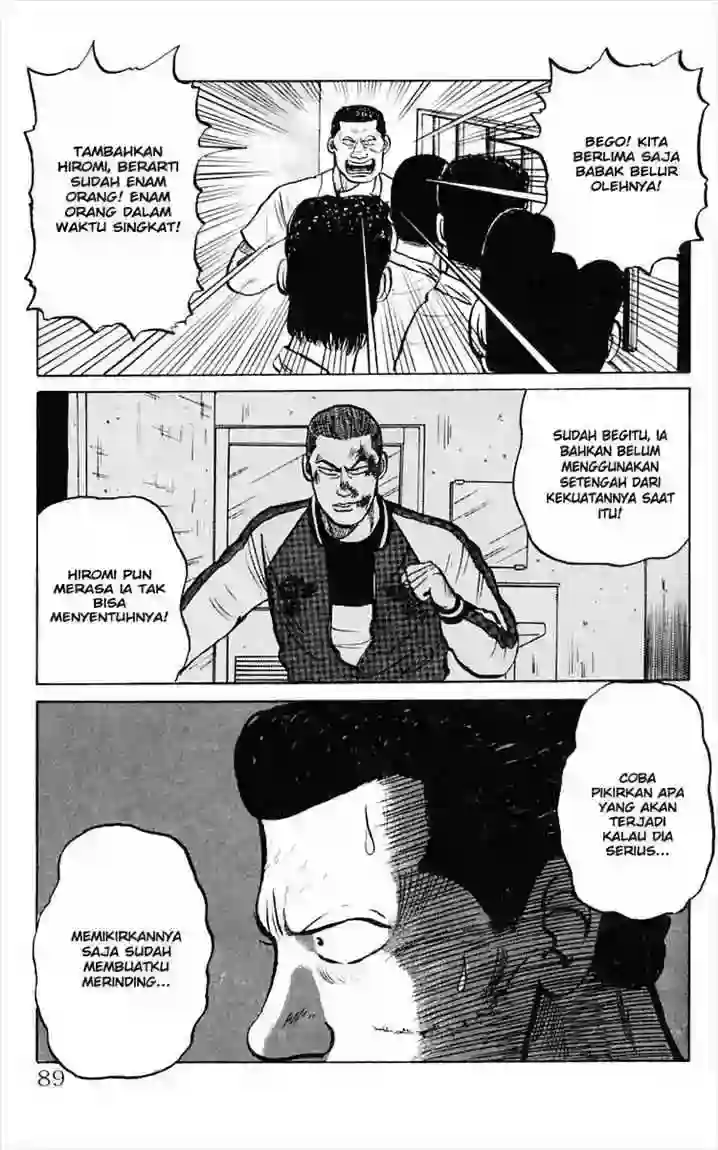 BEGO! KITA
BERLIMA SAJA
BABAK BELUR
OLEHNYA!
TAMBAHKAN
HIROMI, BERARTI
SUDAH ENAM
ORANG! ENAM
ORANG DALAM
WAKTU SINGKAT!
SUDAH BEGITU, IA
BAHKAN BELUM
MENGGUNAKAN
SETENGAH DARI
KEKUATANNYA SAAT
ITU!
HIROMI PUN
MERASA IA TAK
BISA
MENYENTUHNYA!
COBA
PIKIRKAN APA
YANG AKAN
TERJADI
KALAU DIA
SERIUS...
MEMIKIRKANNYA
SAJA SUDAH
MEMBUATKU
MERINDING...
89